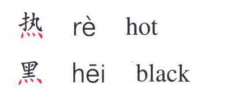 热 rè hot
黑 hēi black